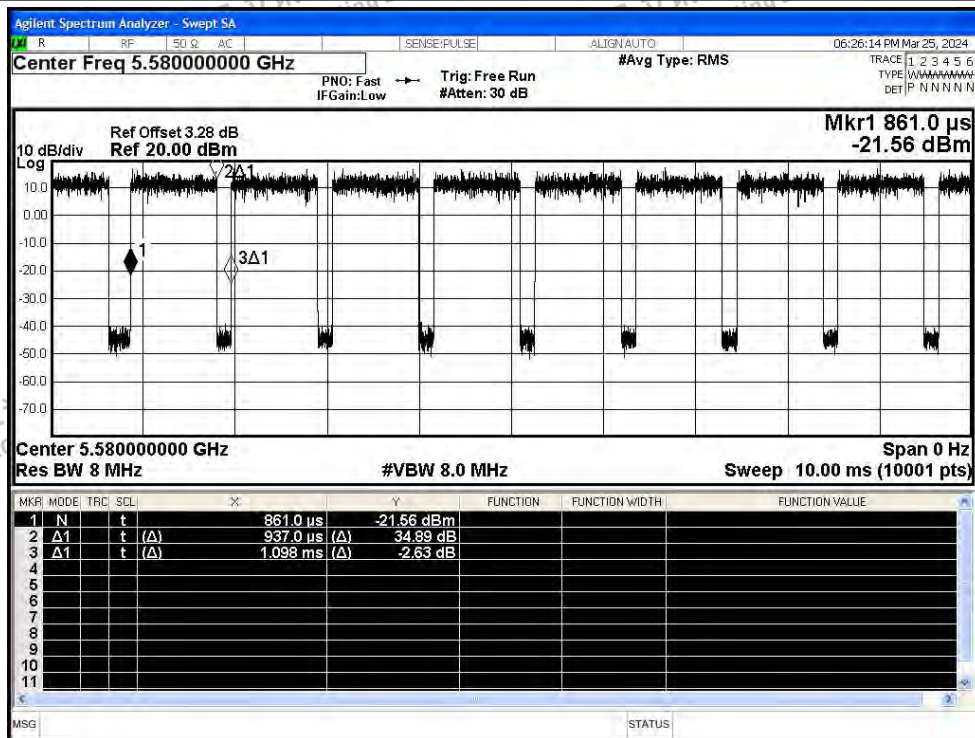 Agilent Spectrum Analyzer - Swept SA
R RF 50 Ω AC SENSE:PULSE ALIGN AUTO 06:26:14 PM Mar 25, 2024
Center Freq 5.580000000 GHz #Avg Type: RMS TRACE 1 2 3 4 5 6
PNO: Fast Trig: Free Run TYPE WWWWWW
IFGain:Low #Atten: 30 dB DET P N N N N N
Mkr1 861.0 µs
Ref Offset 3.28 dB
10 dB/div Ref 20.00 dBm -21.56 dBm
Log
2Δ1
10.0
0.00
-10.0
1
3Δ1
-20.0
-30.0
-40.0
-50.0
-60.0
-70.0
Center 5.580000000 GHz Span 0 Hz
Res BW 8 MHz #VBW 8.0 MHz Sweep 10.00 ms (10001 pts)
MKR MODE TRC SCL X Y FUNCTION FUNCTION WIDTH FUNCTION VALUE
1 N t 861.0 µs -21.56 dBm
2 Δ1 t (Δ) 937.0 µs (Δ) 34.89 dB
3 Δ1 t (Δ) 1.098 ms (Δ) -2.63 dB
4
5
6
7
8
9
10
11
MSG STATUS